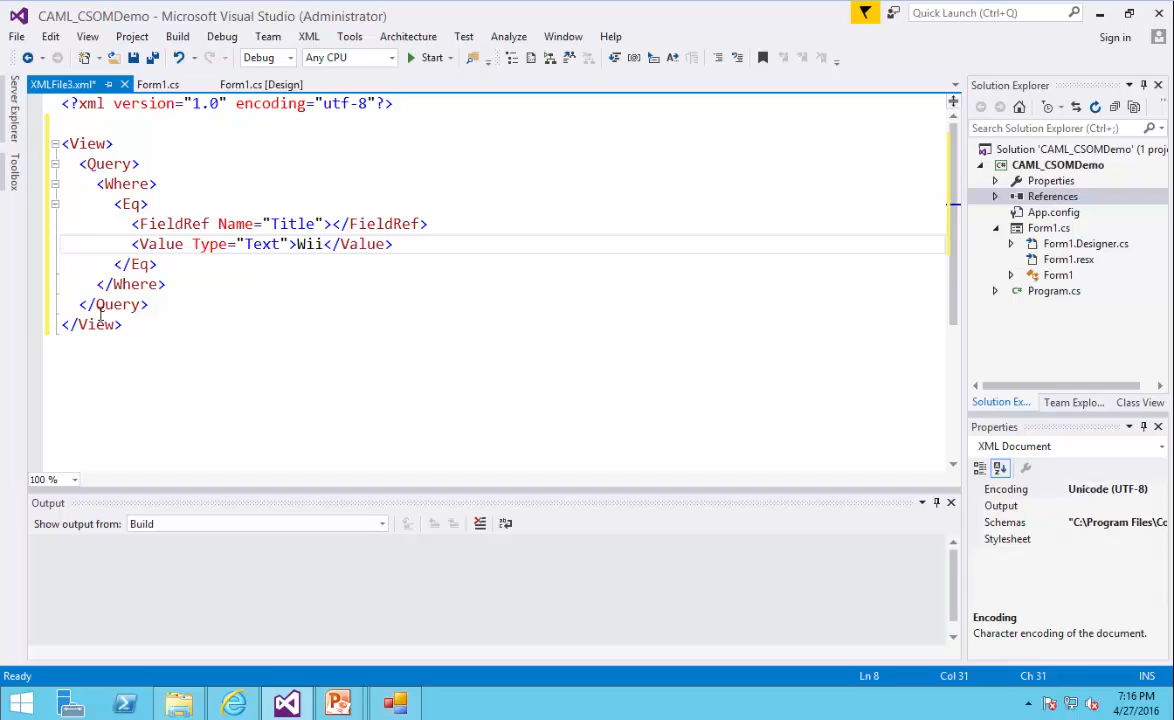 CAML_CSOMDemo - Microsoft Visual Studio (Administrator)
Quick Launch (Ctrl+Q)
File Edit View Project Build Debug Team XML Tools Architecture Test Analyze Window Help
Sign in
Debug Any CPU Start
XMLFile3.xml* Form1.cs Form1.cs [Design]
Server Explorer
Toolbox
<?xml version="1.0" encoding="utf-8"?>
<View>
<Query>
<Where>
<Eq>
<FieldRef Name="Title"></FieldRef>
<Value Type="Text">Wii</Value>
</Eq>
</Where>
</Query>
</View>
100 %
Output
Show output from: Build
Solution Explorer
Search Solution Explorer (Ctrl+;)
Solution 'CAML_CSOMDemo' (1 proj
CAML_CSOMDemo
Properties
References
App.config
Form1.cs
Form1.Designer.cs
Form1.resx
Form1
Program.cs
Solution Ex... Team Explo... Class View
Properties
XML Document
Encoding Unicode (UTF-8)
Output
Schemas "C:\Program Files\Co
Stylesheet
Encoding
Character encoding of the document.
Ready Ln 8 Col 31 Ch 31 INS
7:16 PM
4/27/2016